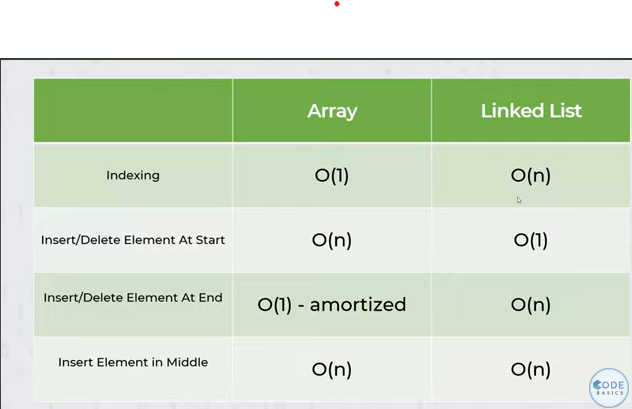 Array Linked List
Indexing O(1) O(n)
Insert/Delete Element At Start O(n) O(1)
Insert/Delete Element At End O(1) - amortized O(n)
Insert Element in Middle O(n) O(n)
CODE
BASICS